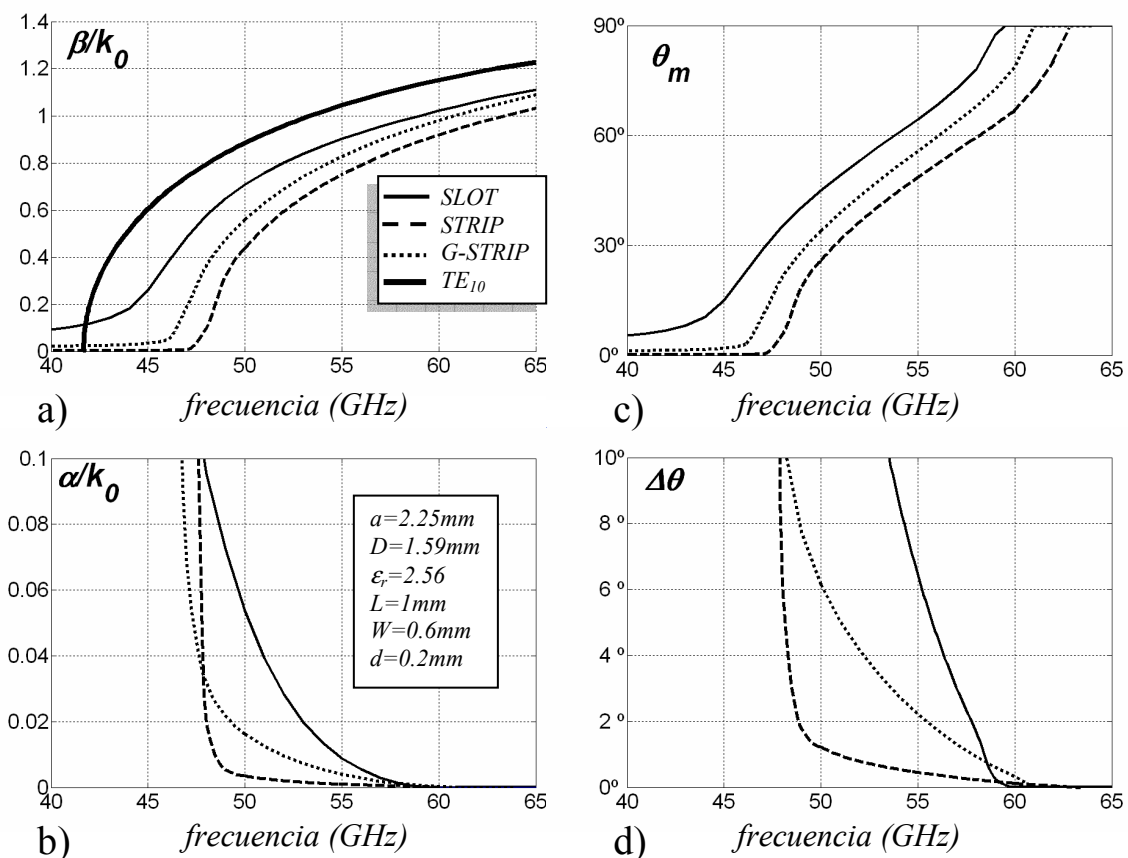 β/k0
1.4
1.2
1
0.8
0.6
0.4
0.2
0
40 45 50 55 60 65
SLOT
STRIP
G-STRIP
TE10
a) frecuencia (GHz)
θm
90º
60º
30º
0º
40 45 50 55 60 65
c) frecuencia (GHz)
α/k0
0.1
0.08
0.06
0.04
0.02
0
40 45 50 55 60 65
a=2.25mm
D=1.59mm
εr=2.56
L=1mm
W=0.6mm
d=0.2mm
b) frecuencia (GHz)
Δθ
10º
8 º
6 º
4 º
2 º
0º
40 45 50 55 60 65
d) frecuencia (GHz)